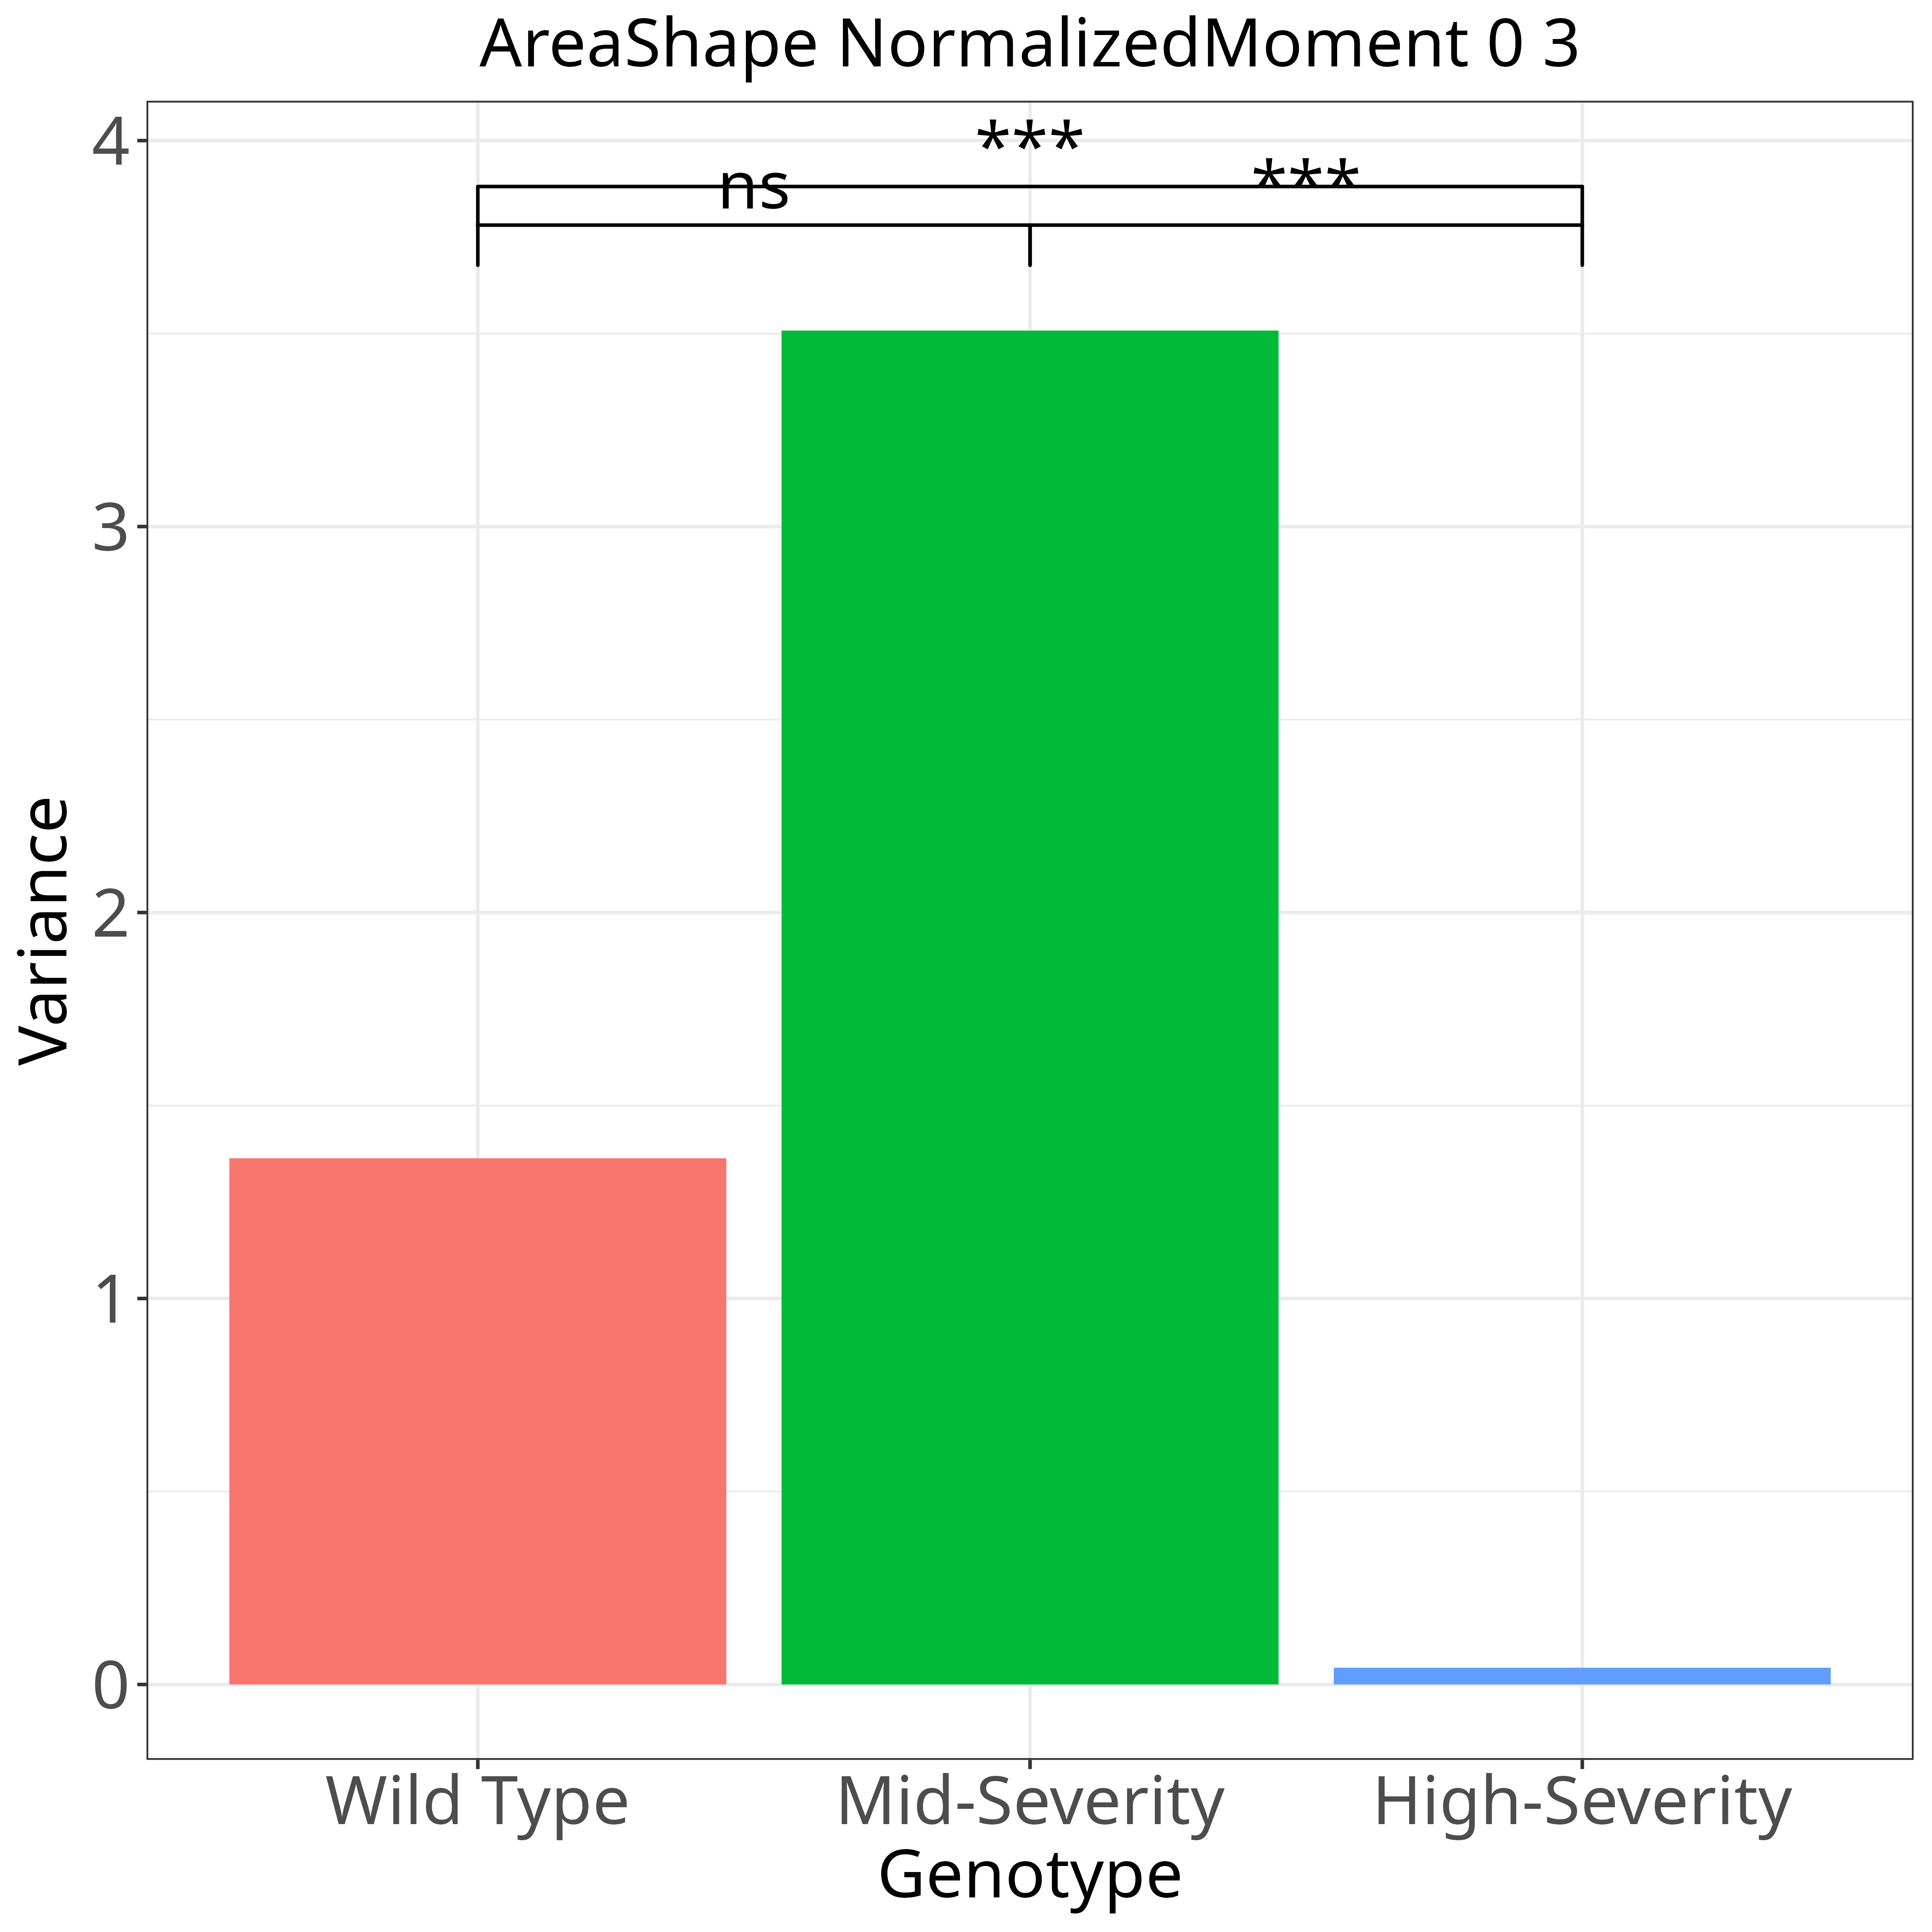 AreaShape NormalizedMoment 0 3
***
***
ns
4
3
2
1
0
Variance
Wild Type Mid-Severity High-Severity
Genotype